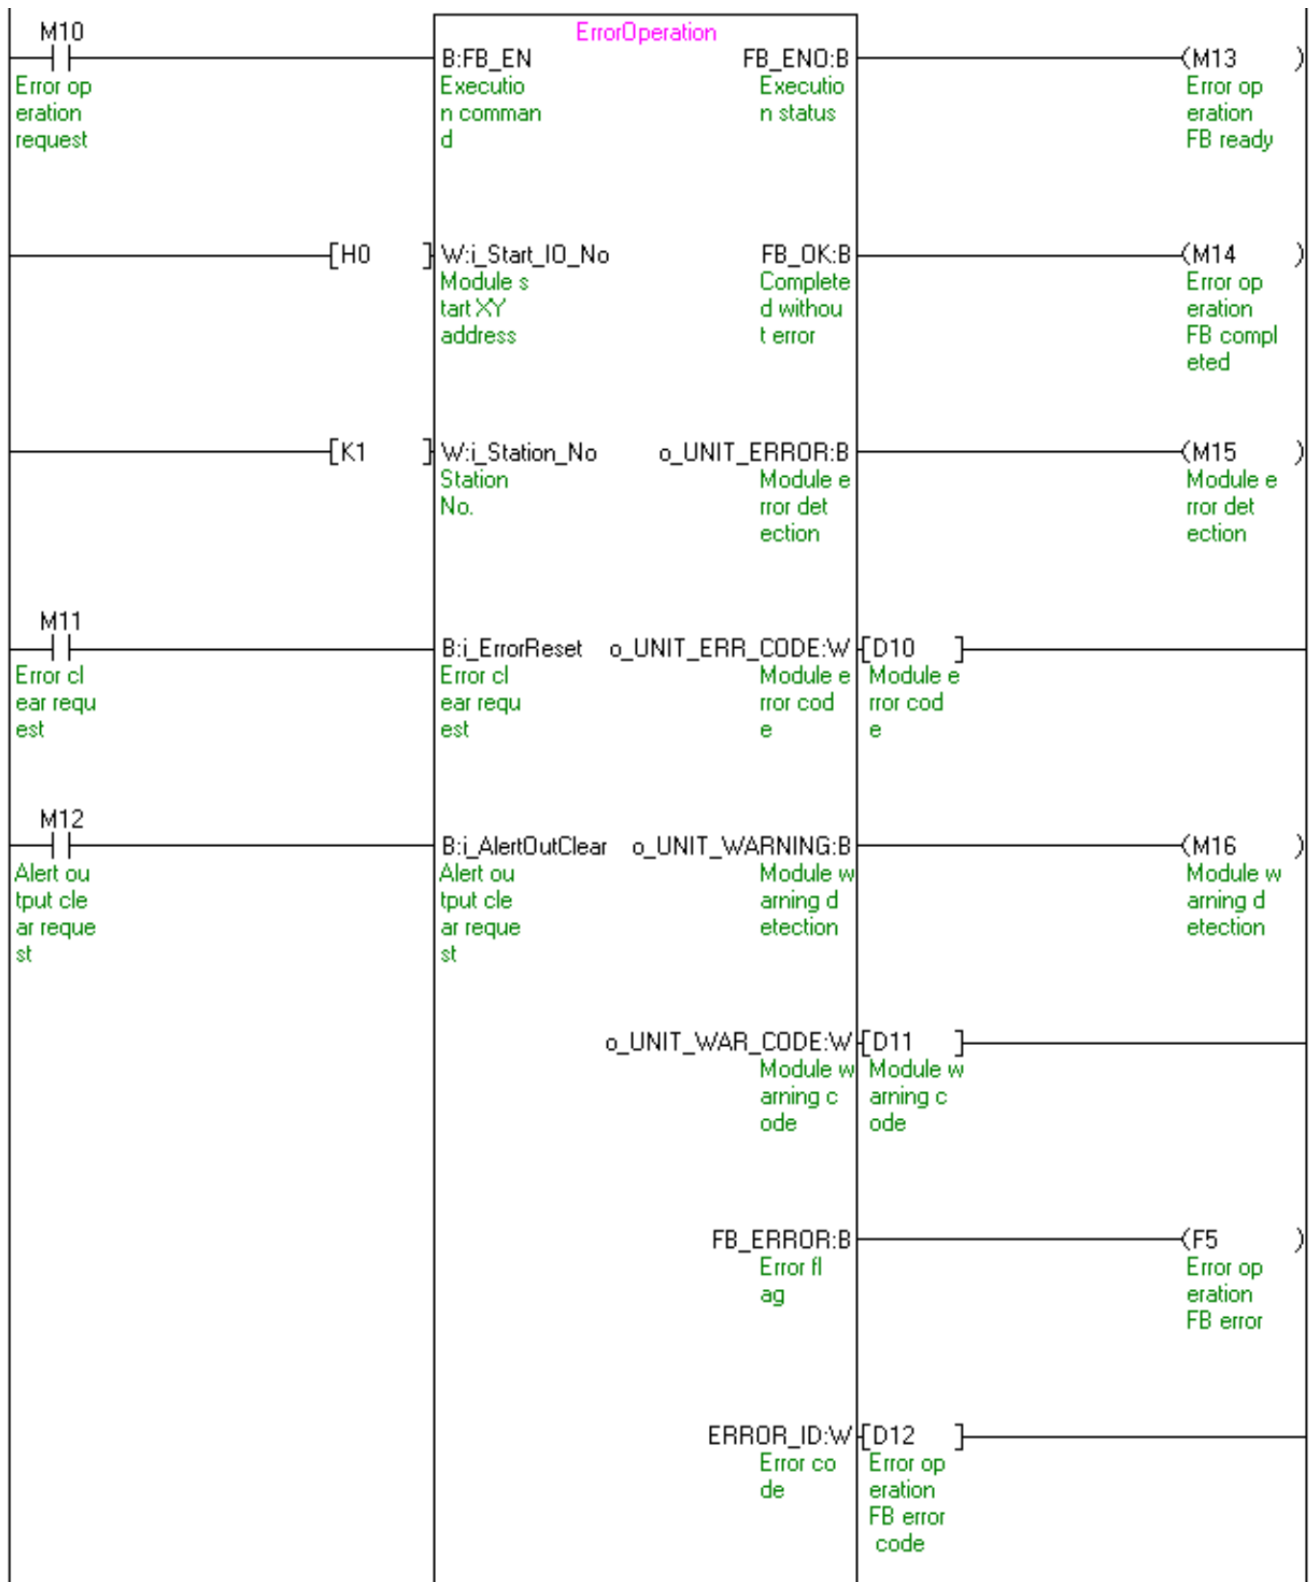 ErrorOperation
M10
B:FB_EN FB_ENO:B (M13 )
Error op Executio Executio Error op
eration n comman n status eration
request d FB ready
[H0 ] W:i_Start_IO_No FB_OK:B (M14 )
Module s Complete Error op
tart XY d withou eration
address t error FB compl
eted
[K1 ] W:i_Station_No o_UNIT_ERROR:B (M15 )
Station Module e Module e
No. rror det rror det
ection ection
M11
B:i_ErrorReset o_UNIT_ERR_CODE:W [D10 ]
Error cl Error cl Module e Module e
ear requ ear requ rror cod rror cod
est est e e
M12
B:i_AlertOutClear o_UNIT_WARNING:B (M16 )
Alert ou Alert ou Module w Module w
tput cle tput cle arning d arning d
ar reque ar reque etection etection
st st
o_UNIT_WAR_CODE:W [D11 ]
Module w Module w
arning c arning c
ode ode
FB_ERROR:B (F5 )
Error fl Error op
ag eration
FB error
ERROR_ID:W [D12 ]
Error co Error op
de eration
FB error
code